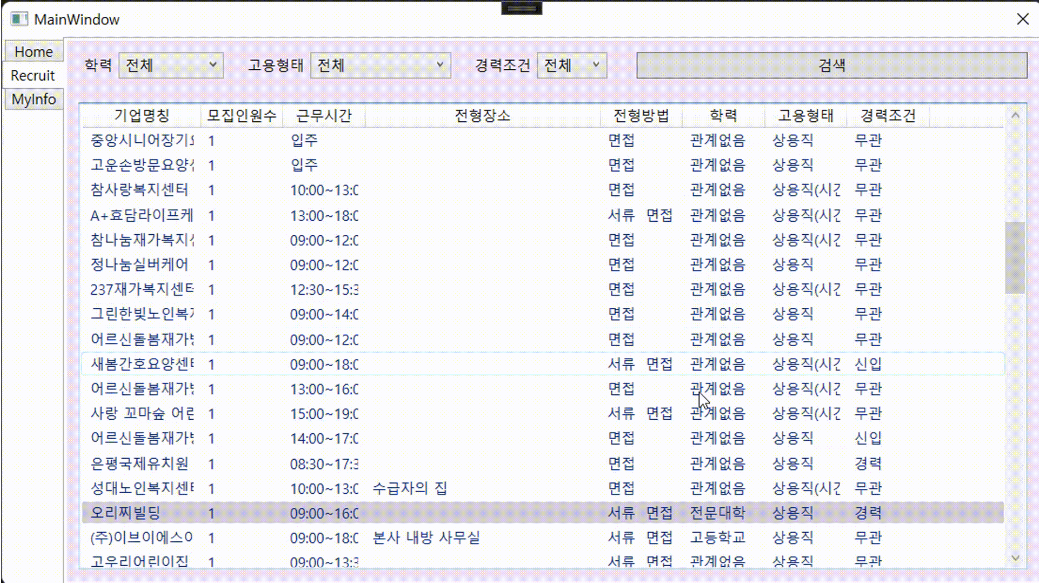 MainWindow
Home
Recruit
MyInfo
학력 전체 고용형태 전체 경력조건 전체 검색
기업명칭 모집인원수 근무시간 전형장소 전형방법 학력 고용형태 경력조건
중앙시니어장기 1 입주 면접 관계없음 상용직 무관
고운손방문요양 1 입주 면접 관계없음 상용직 무관
참사랑복지센터 1 10:00~13:0 면접 관계없음 상용직(시간 무관
A+효담라이프케 1 13:00~18:0 서류 면접 관계없음 상용직(시간 무관
참나눔재가복지 1 09:00~12:0 면접 관계없음 상용직(시간 무관
정나눔실버케어 1 09:00~12:0 면접 관계없음 상용직 무관
237재가복지센터 1 12:30~15:3 면접 관계없음 상용직(시간 무관
그린한빛노인복지 1 09:00~14:0 면접 관계없음 상용직 무관
어르신돌봄재가방 1 09:00~12:0 면접 관계없음 상용직 무관
새봄간호요양센터 1 09:00~18:0 서류 면접 관계없음 상용직(시간 신입
어르신돌봄재가방 1 13:00~16:0 면접 관계없음 상용직(시간 무관
사랑 꼬마숲 어린 1 15:00~19:0 서류 면접 관계없음 상용직(시간 무관
어르신돌봄재가방 1 14:00~17:0 면접 관계없음 상용직 신입
은평국제유치원 1 08:30~17:3 면접 관계없음 상용직 경력
성대노인복지센터 1 10:00~13:0 수급자의 집 면접 관계없음 상용직(시간 무관
오리찌빌딩 1 09:00~16:0 서류 면접 전문대학 상용직 경력
(주)이브이에스이 1 09:00~18:0 본사 내방 사무실 서류 면접 고등학교 상용직 무관
고우리어린이집 1 09:00~13:3 서류 면접 관계없음 상용직(시간 무관